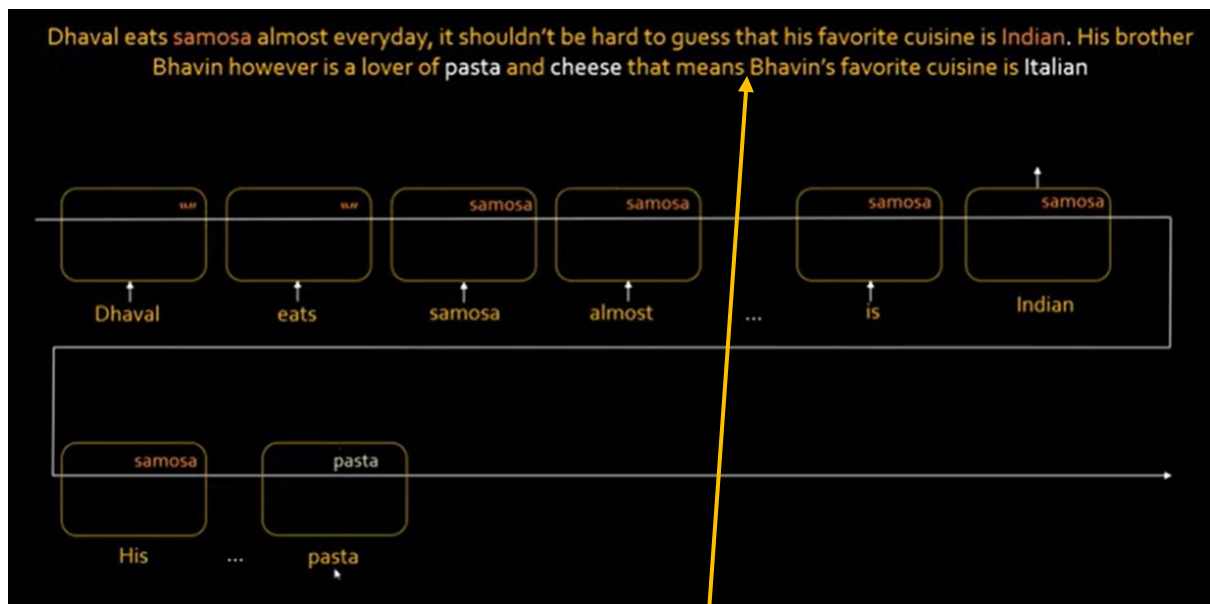 Dhaval eats samosa almost everyday, it shouldn't be hard to guess that his favorite cuisine is Indian. His brother
Bhavin however is a lover of pasta and cheese that means Bhavin's favorite cuisine is Italian
"" "" samosa samosa samosa samosa
Dhaval eats samosa almost ... is Indian
samosa pasta
His ... pasta